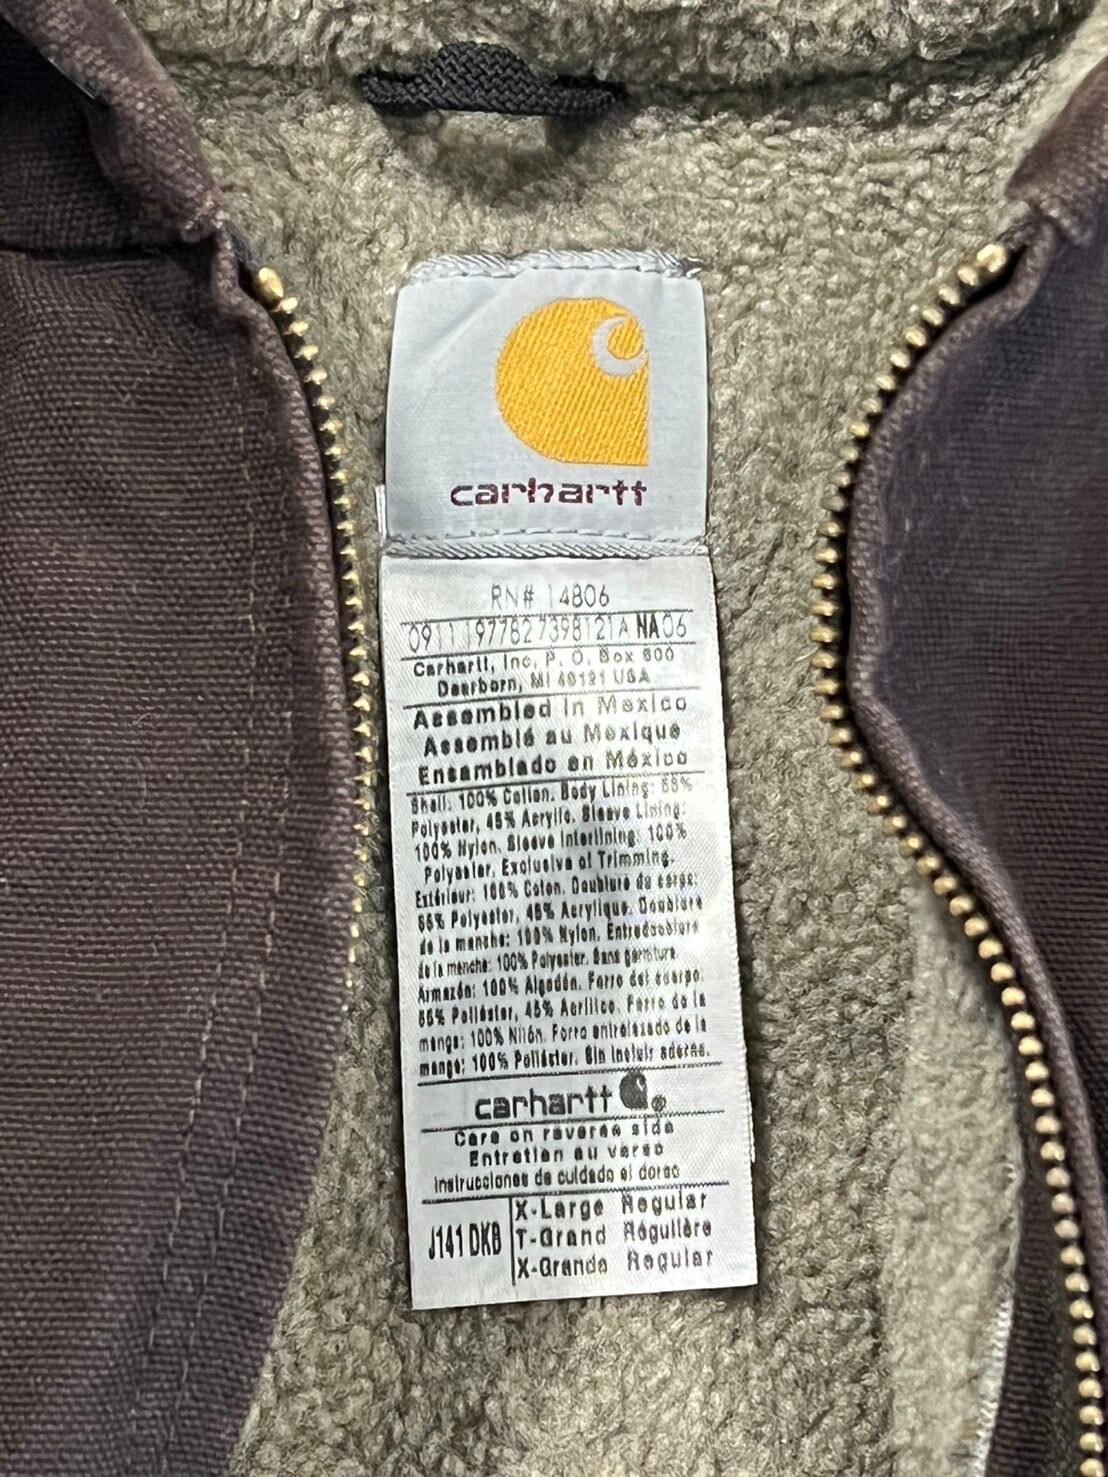 carhartt
RN# 14806
0911197782739B121A NA06
Carhartt, Inc. P. O. Box 600
Dearborn, MI 48121 USA
Assembled in Mexico
Assemblé au Mexique
Ensamblado en México
Shell: 100% Cotton. Body Lining: 55%
Polyester, 45% Acrylic. Sleeve Lining:
100% Nylon. Sleeve Interlining: 100%
Polyester, Exclusive of Trimming.
Extérieur: 100% Coton. Doublure du corps:
55% Polyester, 45% Acrylique. Doublure
de la manche: 100% Nylon. Entredoublure
de la menche: 100% Polyester. Sans garniture
Armazón: 100% Algodón. Forro del cuerpo.
55% Poliéster, 45% Acrílico. Forro de la
manga: 100% Nilón. Forro entrelazado de la
manga: 100% Poliéster. Sin incluir adornos.
carhartt ®
Care on reverse side
Entretien au verso
Instrucciones de cuidado al dorso
J141 DKB
X-Large Regular
T-Grand Régulière
X-Grande Regular